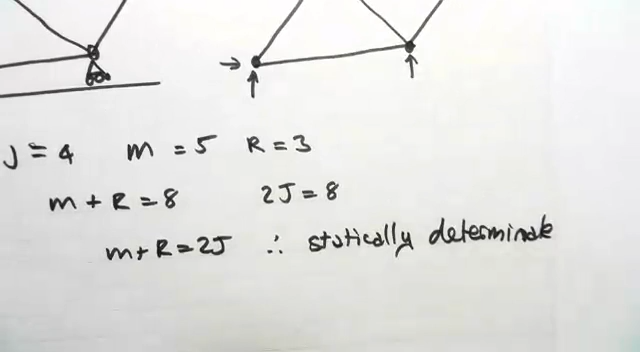 J = 4 m = 5 R = 3
m + R = 8 2J = 8
m + R = 2J ∴ statically determinate